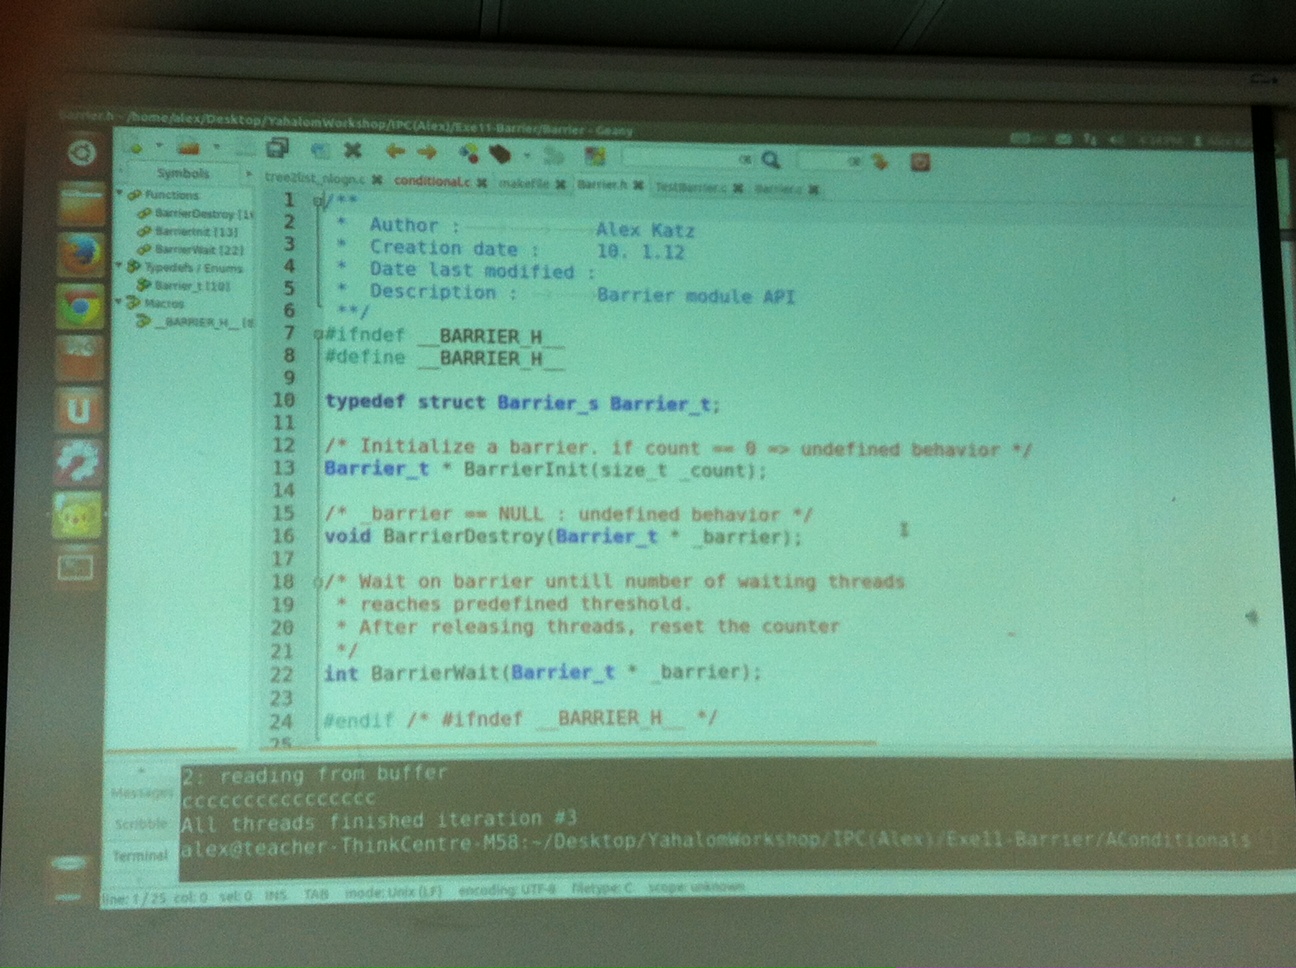 Barrier.h - /home/alex/Desktop/YahalomWorkshop/IPC(Alex)/Exe11-Barrier/Barrier - Geany
Symbols
Functions
BarrierDestroy [16
BarrierInit [13]
BarrierWait [22]
Typedefs / Enums
Barrier_t [10]
Macros
__BARRIER_H__ [8
tree2list_nlogn.c conditional.c makefile Barrier.h TestBarrier.c Barrier.c
1 /**
2 * Author : Alex Katz
3 * Creation date : 10. 1.12
4 * Date last modified :
5 * Description : Barrier module API
6 **/
7 #ifndef __BARRIER_H__
8 #define __BARRIER_H__
9
10 typedef struct Barrier_s Barrier_t;
11
12 /* Initialize a barrier. if count == 0 => undefined behavior */
13 Barrier_t * BarrierInit(size_t _count);
14
15 /* _barrier == NULL : undefined behavior */
16 void BarrierDestroy(Barrier_t * _barrier);
17
18 /* Wait on barrier untill number of waiting threads
19 * reaches predefined threshold.
20 * After releasing threads, reset the counter
21 */
22 int BarrierWait(Barrier_t * _barrier);
23
24 #endif /* #ifndef __BARRIER_H__ */
25
Messages
Scribble
Terminal
2: reading from buffer
cccccccccccccccc
All threads finished iteration #3
alex@teacher-ThinkCentre-M58:~/Desktop/YahalomWorkshop/IPC(Alex)/Exe11-Barrier/AConditional$
line: 1 / 25 col: 0 sel: 0 INS TAB mode: Unix (LF) encoding: UTF-8 filetype: C scope: unknown